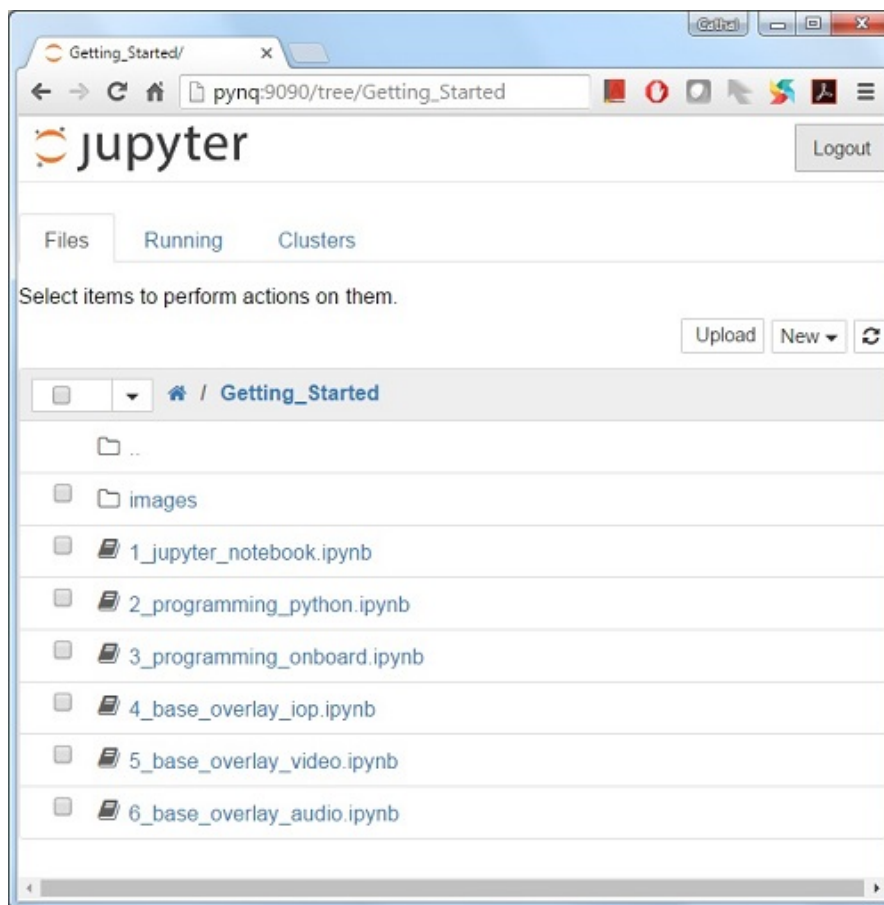 Getting_Started/
pynq:9090/tree/Getting_Started
jupyter
Logout
Files Running Clusters
Select items to perform actions on them.
Upload New
/ Getting_Started
..
images
1_jupyter_notebook.ipynb
2_programming_python.ipynb
3_programming_onboard.ipynb
4_base_overlay_iop.ipynb
5_base_overlay_video.ipynb
6_base_overlay_audio.ipynb